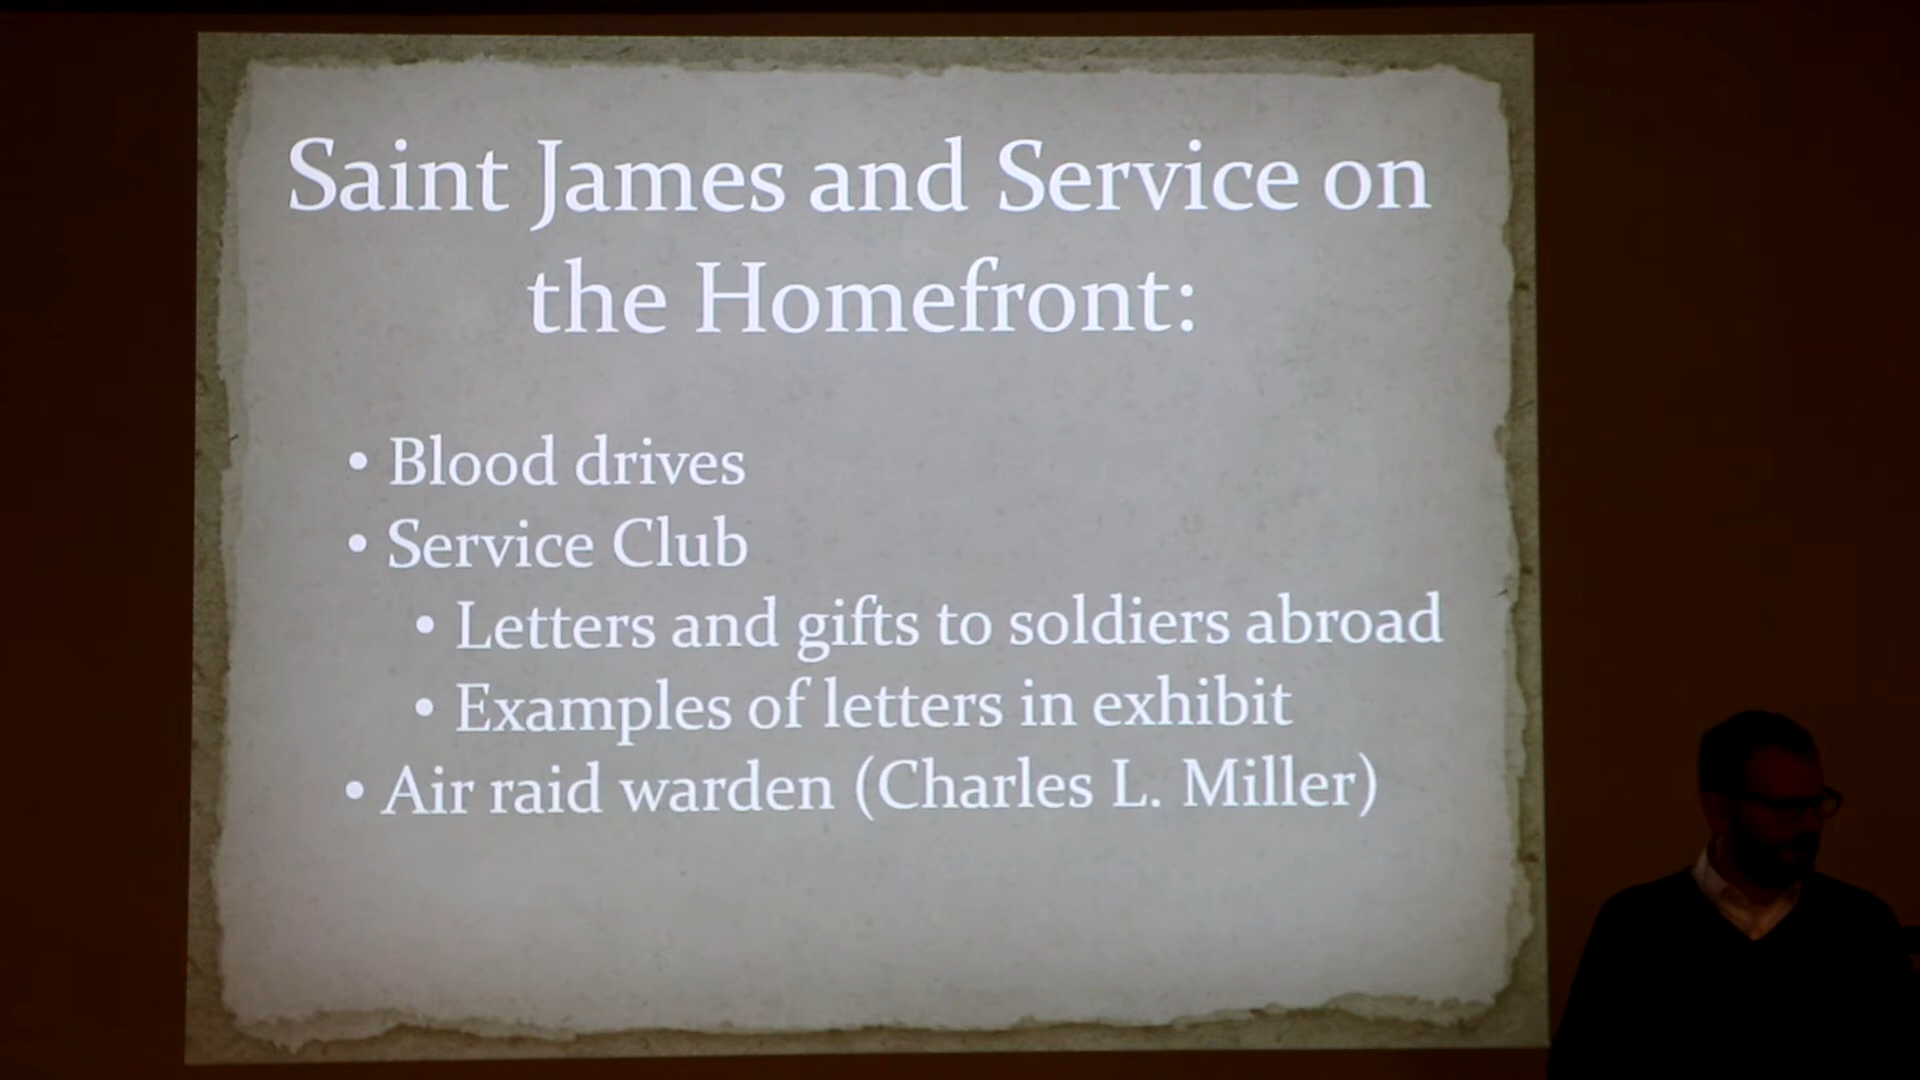 Saint James and Service on
the Homefront:
• Blood drives
• Service Club
• Letters and gifts to soldiers abroad
• Examples of letters in exhibit
• Air raid warden (Charles L. Miller)